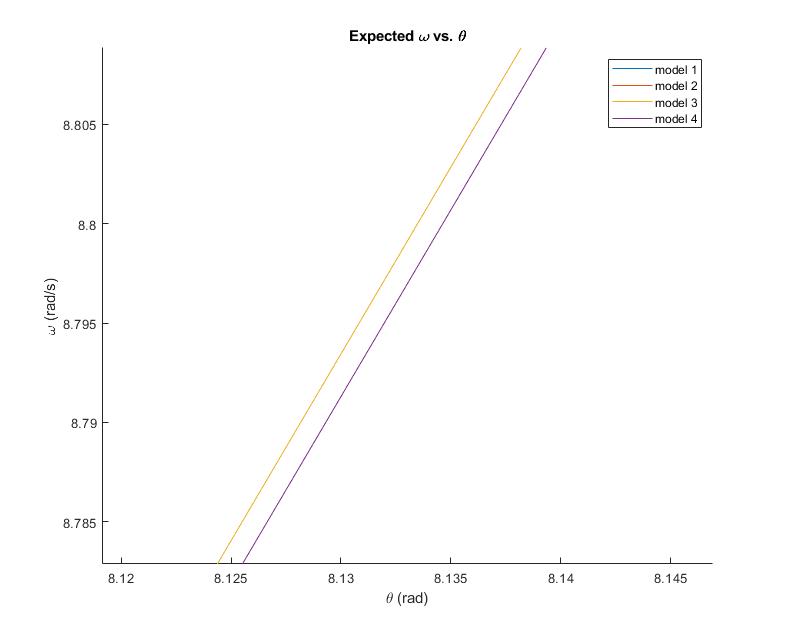 Expected ω vs. θ
model 1
model 2
model 3
model 4
8.805
8.8
8.795
8.79
8.785
ω (rad/s)
8.12
8.125
8.13
8.135
8.14
8.145
θ (rad)